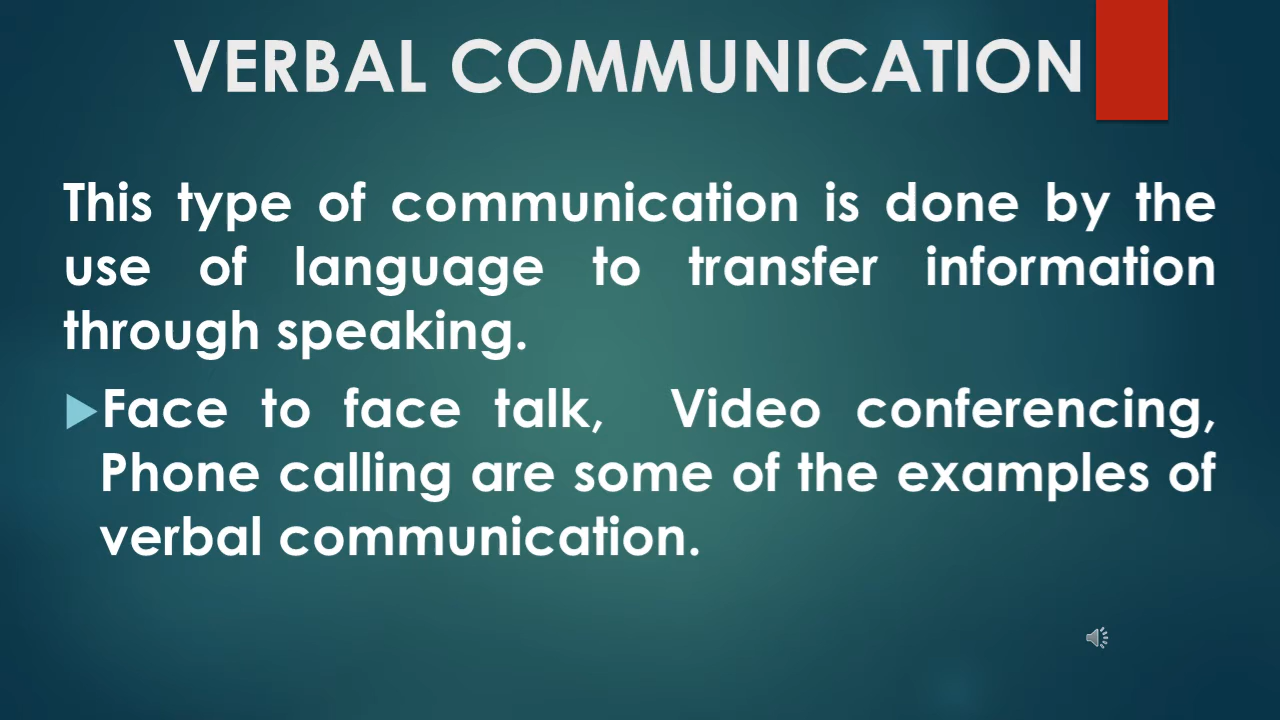 VERBAL COMMUNICATION
This type of communication is done by the
use of language to transfer information
through speaking.
Face to face talk, Video conferencing,
Phone calling are some of the examples of
verbal communication.